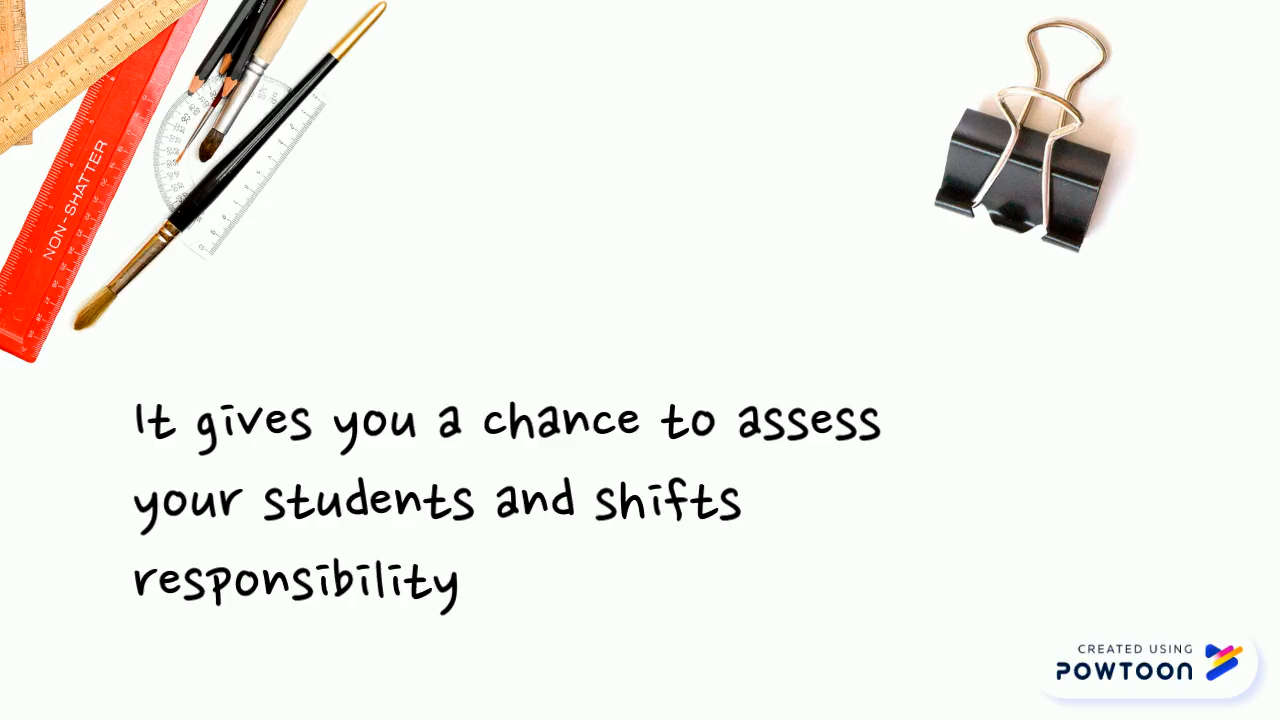 NON-SHATTER
It gives you a chance to assess
your students and shifts
responsibility
CREATED USING
POWTOON